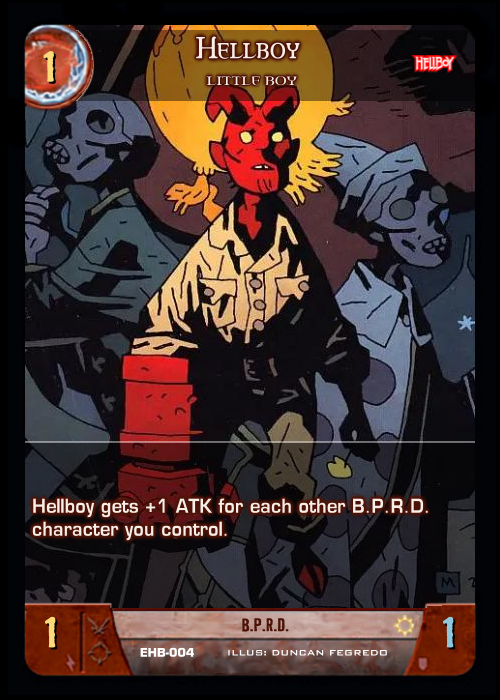 1
HELLBOY
LITTLE BOY
HELLBOY
Hellboy gets +1 ATK for each other B.P.R.D.
character you control.
M
1
B.P.R.D.
1
EHB-004
ILLUS: DUNCAN FEGREDO